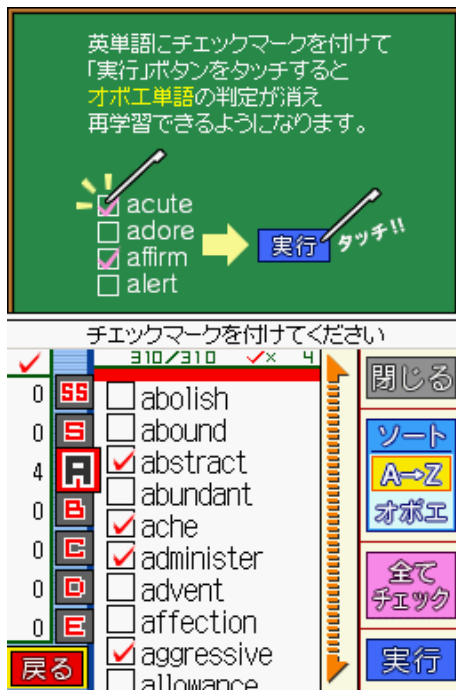 英単語にチェックマークを付けて
「実行」ボタンをタッチすると
オボエ単語の判定が消え
再学習できるようになります。
acute
adore
affirm
alert
実行
タッチ!!
チェックマークを付けてください
310/310 ✓× 4
閉じる
0 SS
0 S
4 A
0 B
0 C
0 D
0 E
abolish
abound
abstract
abundant
ache
administer
advent
affection
aggressive
allowance
ソート
A⇒Z
オボエ
全て
チェック
戻る
実行